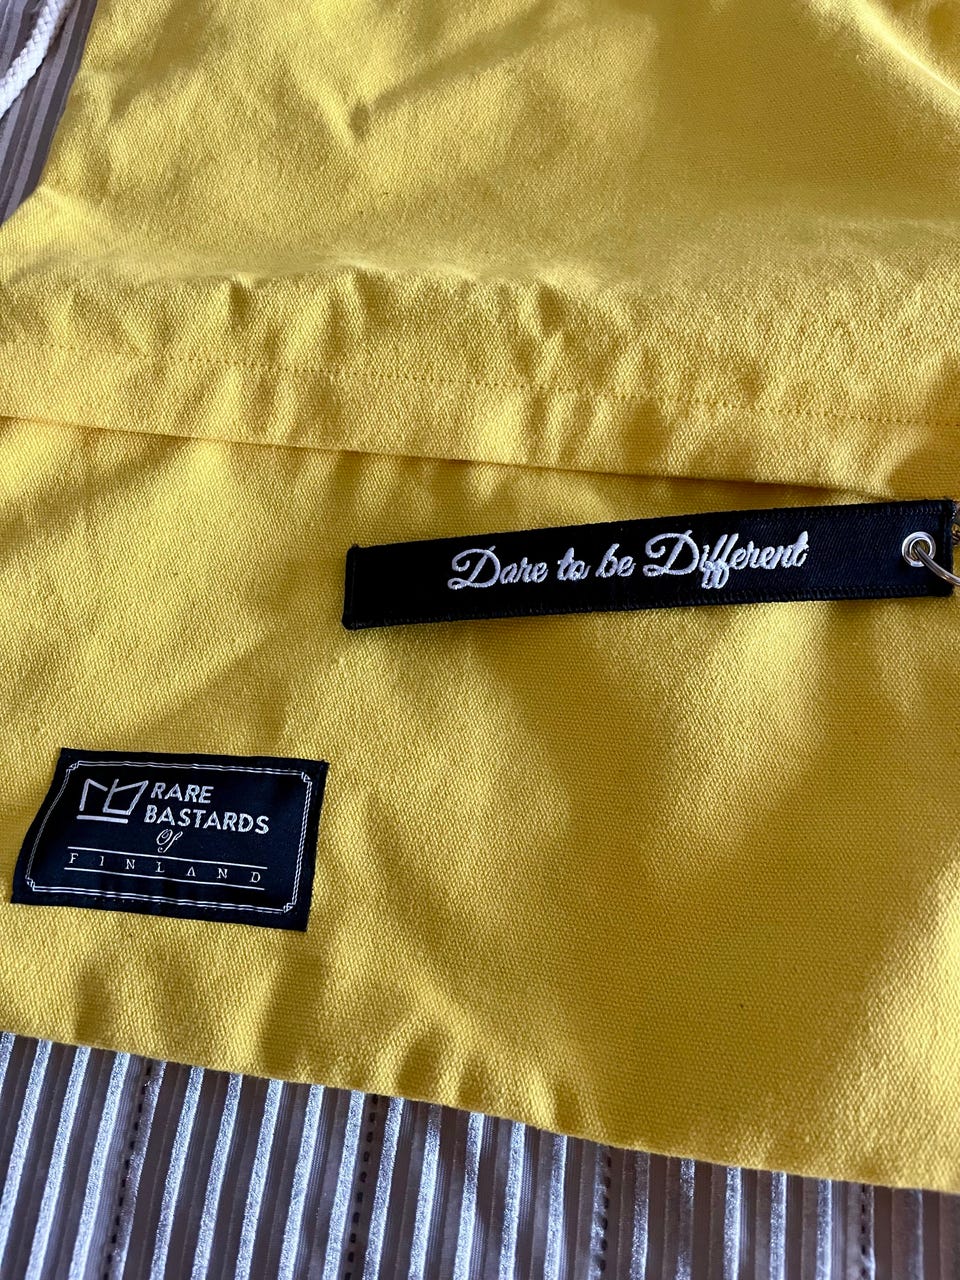 Dare to be Different
RARE
BASTARDS
Of
FINLAND